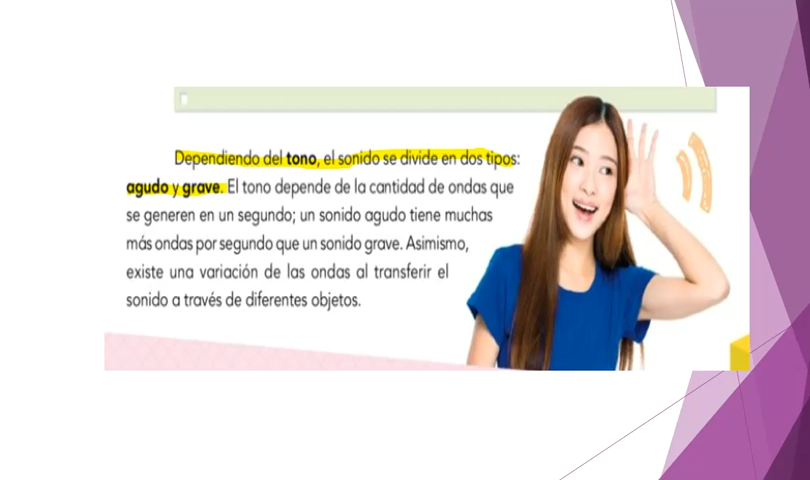 Dependiendo del tono, el sonido se divide en dos tipos:
agudo y grave. El tono depende de la cantidad de ondas que
se generen en un segundo; un sonido agudo tiene muchas
más ondas por segundo que un sonido grave. Asimismo,
existe una variación de las ondas al transferir el
sonido a través de diferentes objetos.